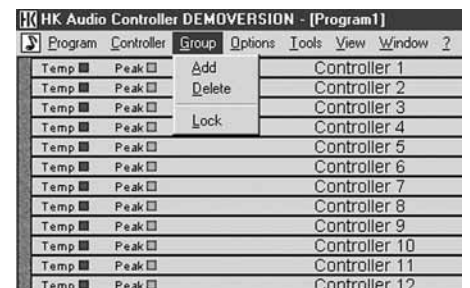 HK HK Audio Controller DEMOVERSION - [Program1]
Program Controller Group Options Tools View Window ?
Temp Peak Add Controller 1
Temp Peak Delete Controller 2
Temp Peak Controller 3
Temp Peak Lock Controller 4
Temp Peak Controller 5
Temp Peak Controller 6
Temp Peak Controller 7
Temp Peak Controller 8
Temp Peak Controller 9
Temp Peak Controller 10
Temp Peak Controller 11
Temp Peak Controller 12